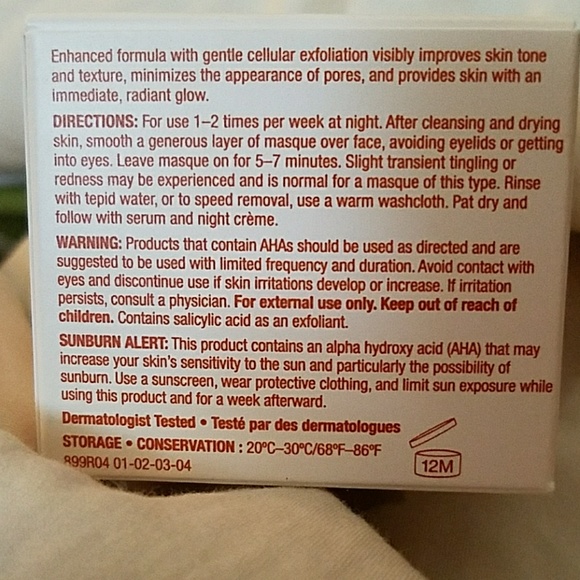 Enhanced formula with gentle cellular exfoliation visibly improves skin tone
and texture, minimizes the appearance of pores, and provides skin with an
immediate, radiant glow.
DIRECTIONS: For use 1–2 times per week at night. After cleansing and drying
skin, smooth a generous layer of masque over face, avoiding eyelids or getting
into eyes. Leave masque on for 5–7 minutes. Slight transient tingling or
redness may be experienced and is normal for a masque of this type. Rinse
with tepid water, or to speed removal, use a warm washcloth. Pat dry and
follow with serum and night crème.
WARNING: Products that contain AHAs should be used as directed and are
suggested to be used with limited frequency and duration. Avoid contact with
eyes and discontinue use if skin irritations develop or increase. If irritation
persists, consult a physician. For external use only. Keep out of reach of
children. Contains salicylic acid as an exfoliant.
SUNBURN ALERT: This product contains an alpha hydroxy acid (AHA) that may
increase your skin's sensitivity to the sun and particularly the possibility of
sunburn. Use a sunscreen, wear protective clothing, and limit sun exposure while
using this product and for a week afterward.
Dermatologist Tested • Testé par des dermatologues
STORAGE • CONSERVATION : 20ºC–30ºC/68ºF–86ºF
899R04 01-02-03-04
12M